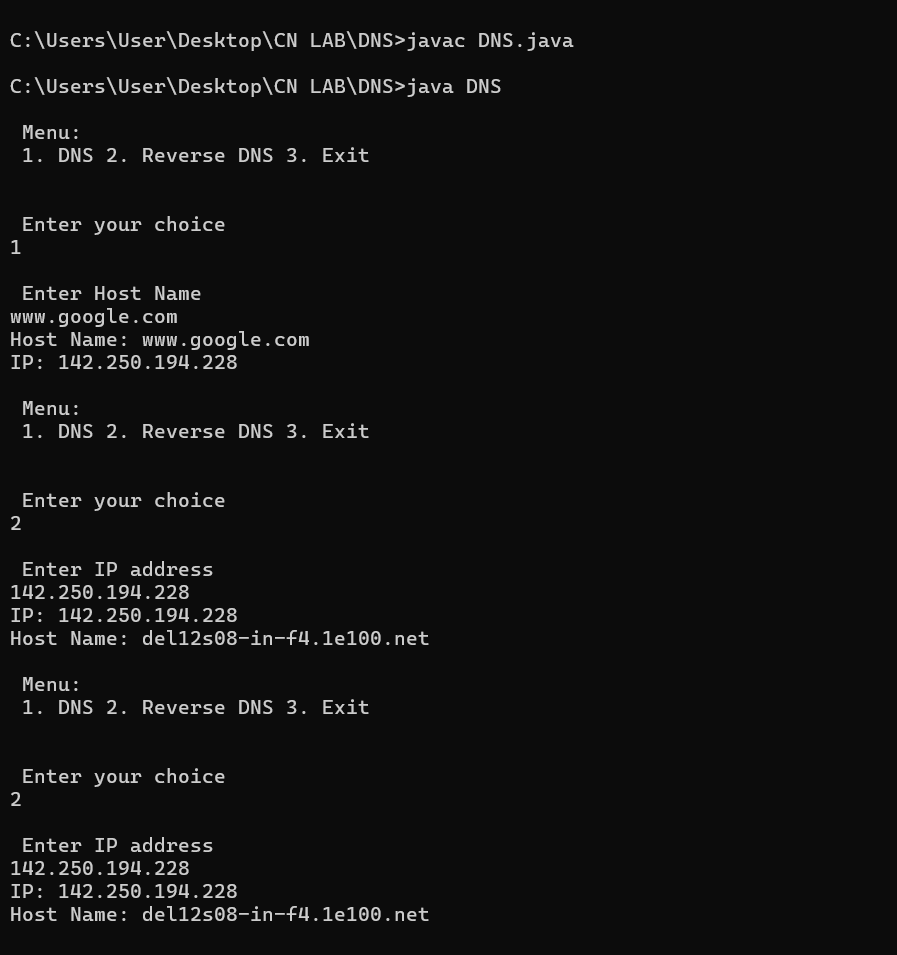 C:\Users\User\Desktop\CN LAB\DNS>javac DNS.java
C:\Users\User\Desktop\CN LAB\DNS>java DNS
Menu:
1. DNS 2. Reverse DNS 3. Exit
Enter your choice
1
Enter Host Name
www.google.com
Host Name: www.google.com
IP: 142.250.194.228
Menu:
1. DNS 2. Reverse DNS 3. Exit
Enter your choice
2
Enter IP address
142.250.194.228
IP: 142.250.194.228
Host Name: del12s08-in-f4.1e100.net
Menu:
1. DNS 2. Reverse DNS 3. Exit
Enter your choice
2
Enter IP address
142.250.194.228
IP: 142.250.194.228
Host Name: del12s08-in-f4.1e100.net